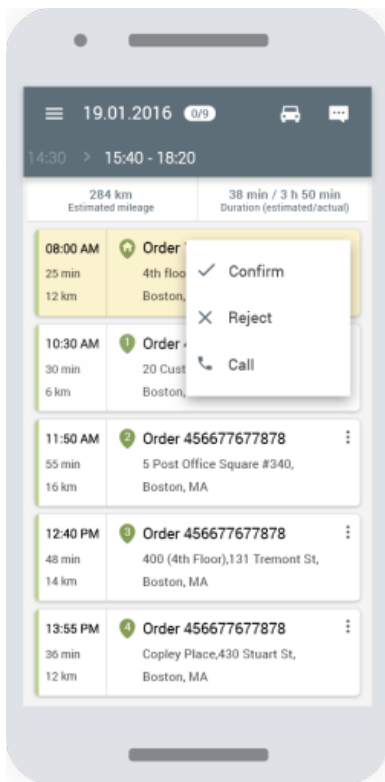 19.01.2016 0/9
14:30 > 15:40 - 18:20
284 km
Estimated mileage
38 min / 3 h 50 min
Duration (estimated/actual)
08:00 AM Order
25 min 4th floo
12 km Boston,
Confirm
Reject
Call
10:30 AM 1 Order
30 min 20 Cust
6 km Boston,
11:50 AM 2 Order 456677677878
55 min 5 Post Office Square #340,
16 km Boston, MA
12:40 PM 3 Order 456677677878
48 min 400 (4th Floor),131 Tremont St,
14 km Boston, MA
13:55 PM 4 Order 456677677878
36 min Copley Place,430 Stuart St,
12 km Boston, MA